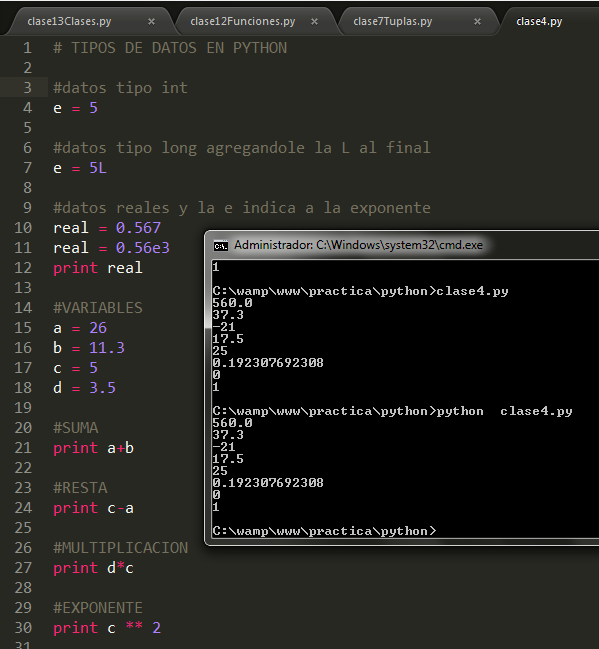 clase13Clases.py × clase12Funciones.py × clase7Tuplas.py × clase4.py
1 # TIPOS DE DATOS EN PYTHON
2
3 #datos tipo int
4 e = 5
5
6 #datos tipo long agregandole la L al final
7 e = 5L
8
9 #datos reales y la e indica a la exponente
10 real = 0.567
11 real = 0.56e3
12 print real
13
14 #VARIABLES
15 a = 26
16 b = 11.3
17 c = 5
18 d = 3.5
19
20 #SUMA
21 print a+b
22
23 #RESTA
24 print c-a
25
26 #MULTIPLICACION
27 print d*c
28
29 #EXPONENTE
30 print c ** 2
31
Administrador: C:\Windows\system32\cmd.exe
1
C:\wamp\www\practica\python>clase4.py
560.0
37.3
-21
17.5
25
0.192307692308
0
1
C:\wamp\www\practica\python>python  clase4.py
560.0
37.3
-21
17.5
25
0.192307692308
0
1
C:\wamp\www\practica\python>